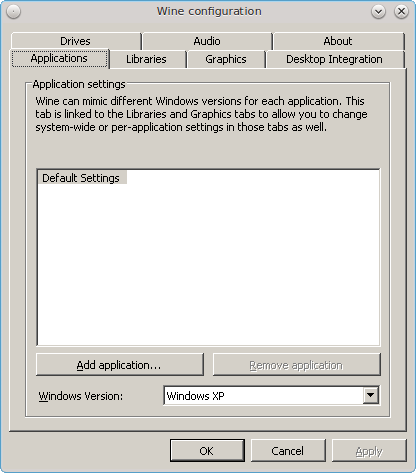 Wine configuration
Drives Audio About
Applications Libraries Graphics Desktop Integration
Application settings
Wine can mimic different Windows versions for each application. This
tab is linked to the Libraries and Graphics tabs to allow you to change
system-wide or per-application settings in those tabs as well.
Default Settings
Add application... Remove application
Windows Version: Windows XP
OK Cancel Apply